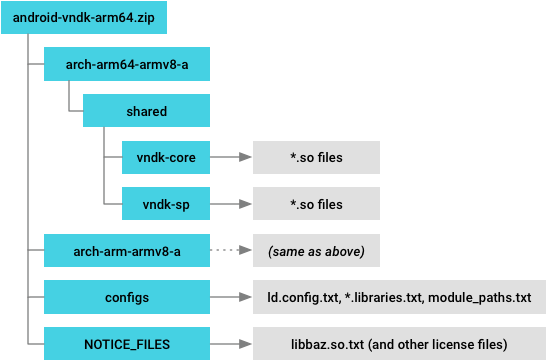 android-vndk-arm64.zip
arch-arm64-armv8-a
shared
vndk-core
*.so files
vndk-sp
*.so files
arch-arm-armv8-a
(same as above)
configs
ld.config.txt, *.libraries.txt, module_paths.txt
NOTICE_FILES
libbaz.so.txt (and other license files)